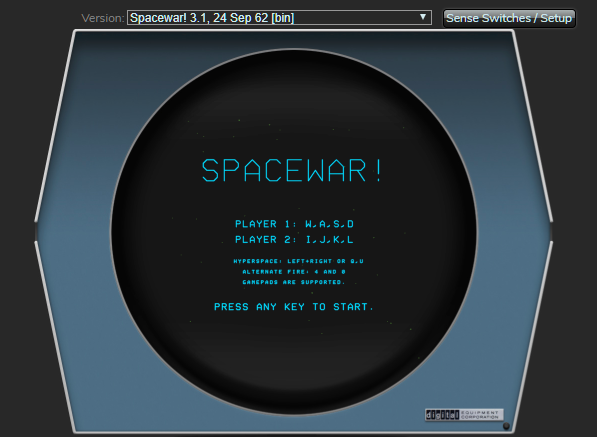 Version: Spacewar! 3.1, 24 Sep 62 [bin] Sense Switches / Setup
SPACEWAR!
PLAYER 1: W,A,S,D
PLAYER 2: I,J,K,L
HYPERSPACE: LEFT+RIGHT OR Q,U
ALTERNATE FIRE: 4 AND 8
GAMEPADS ARE SUPPORTED.
PRESS ANY KEY TO START.
digital EQUIPMENT
CORPORATION